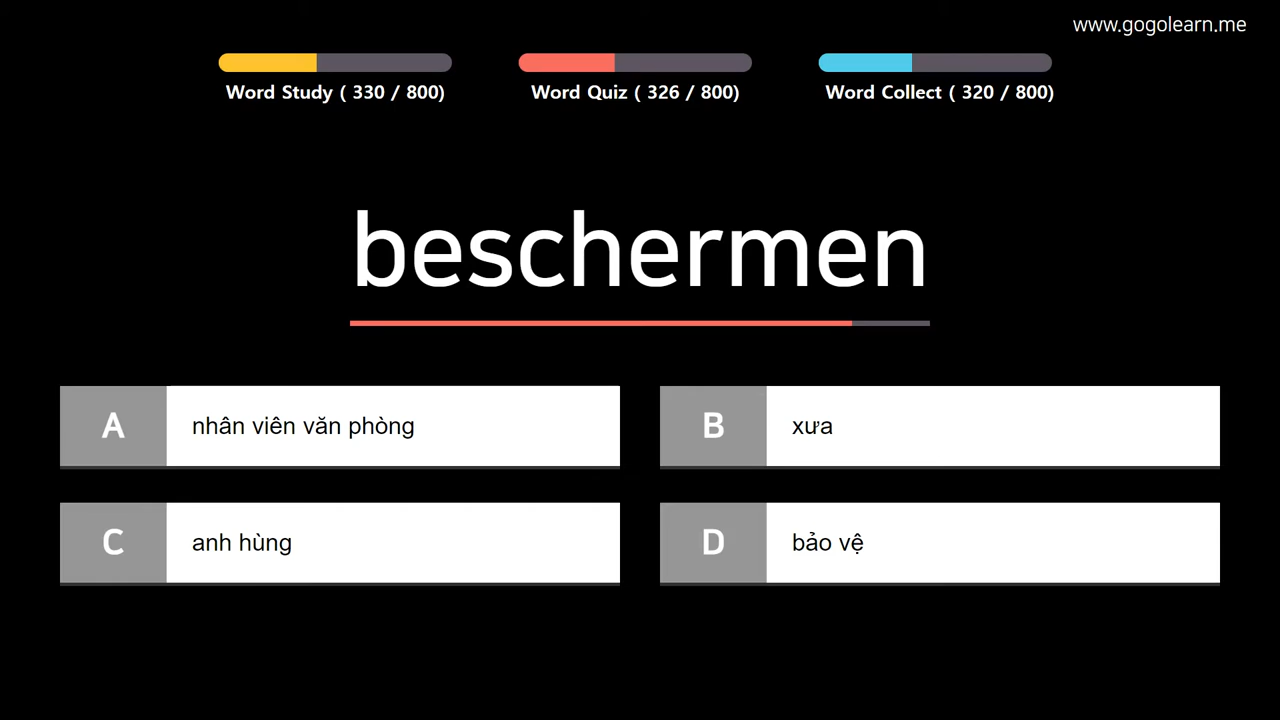 www.gogolearn.me
Word Study ( 330 / 800)
Word Quiz ( 326 / 800)
Word Collect ( 320 / 800)
beschermen
A nhân viên văn phòng
B xưa
C anh hùng
D bảo vệ